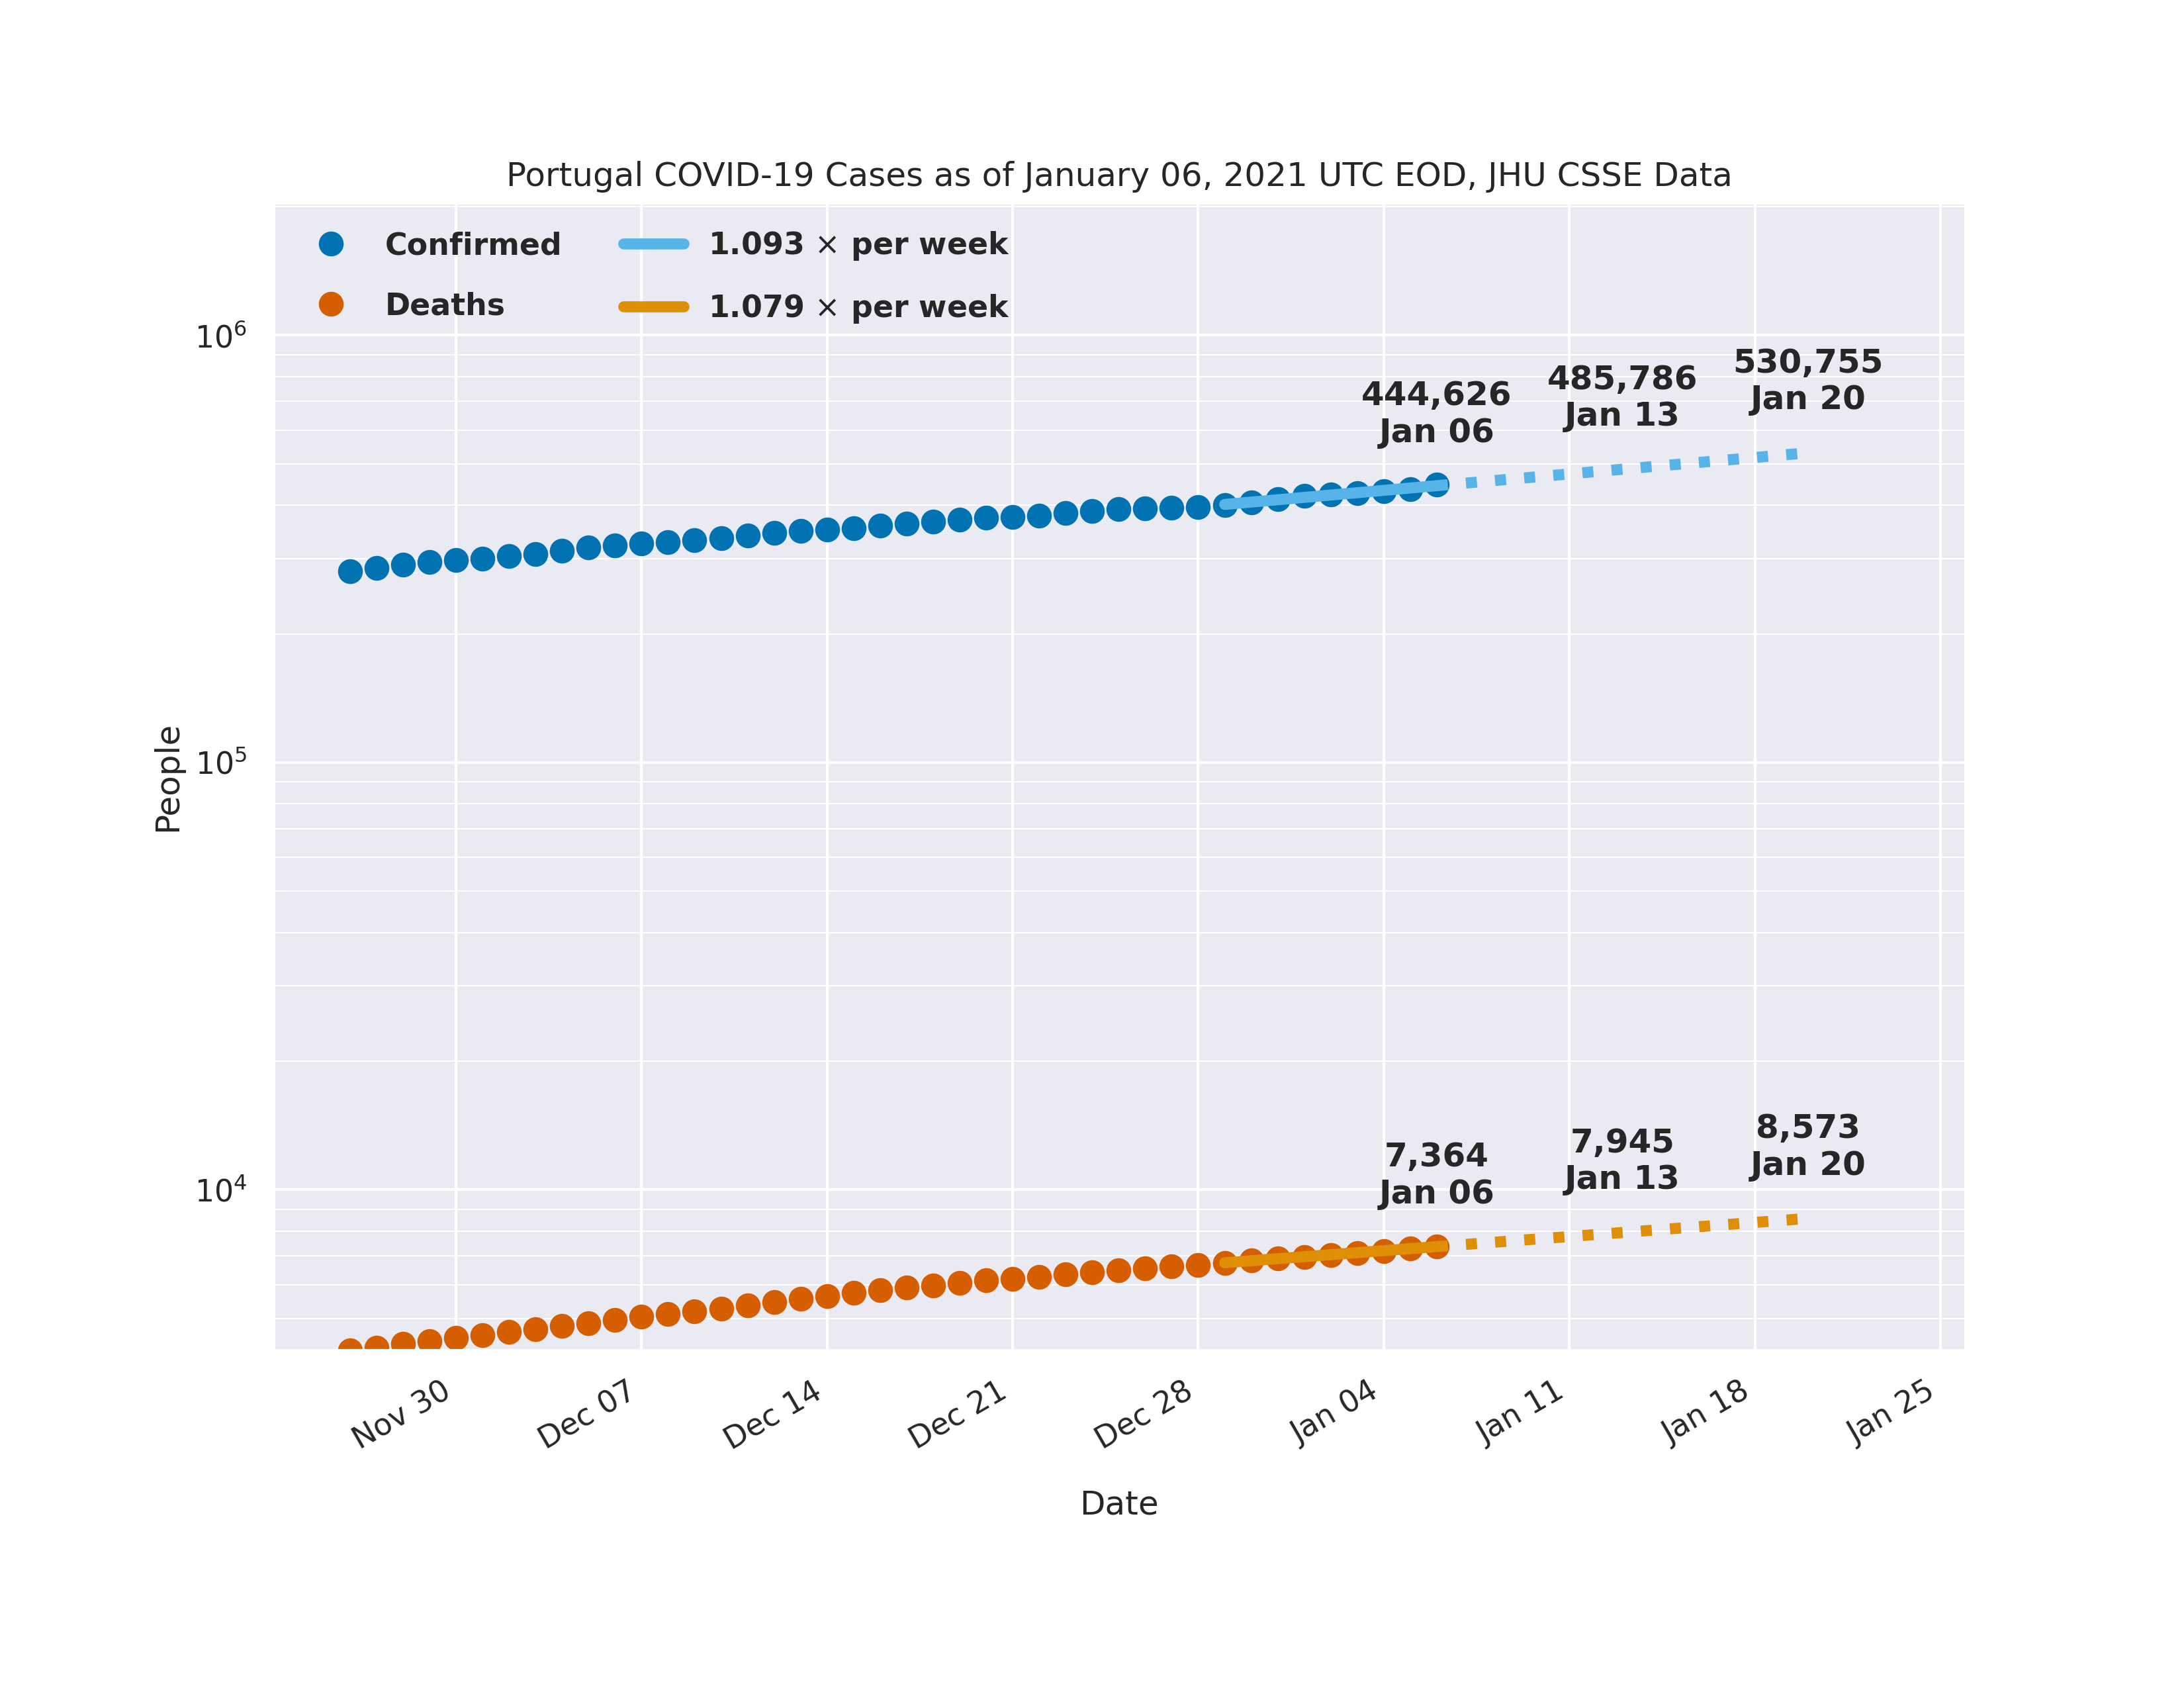 Portugal COVID-19 Cases as of January 06, 2021 UTC EOD, JHU CSSE Data
Confirmed
Deaths
1.093 × per week
1.079 × per week
10⁶
10⁵
10⁴
People
444,626
Jan 06
485,786
Jan 13
530,755
Jan 20
7,364
Jan 06
7,945
Jan 13
8,573
Jan 20
Nov 30
Dec 07
Dec 14
Dec 21
Dec 28
Jan 04
Jan 11
Jan 18
Jan 25
Date